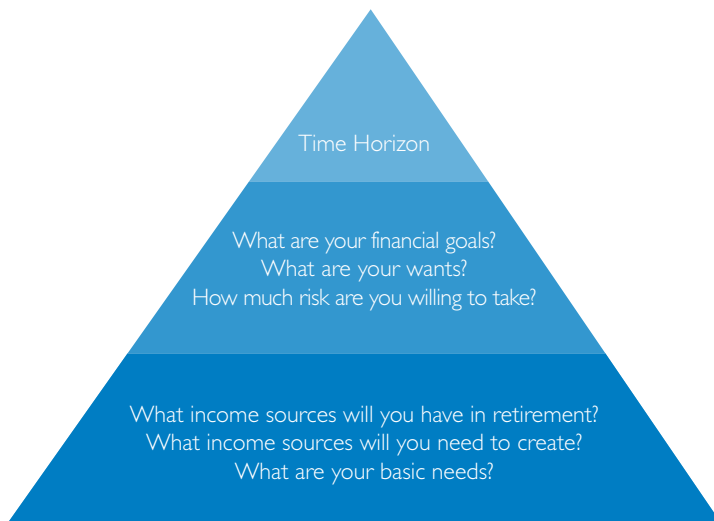 Time Horizon
What are your financial goals?
What are your wants?
How much risk are you willing to take?
What income sources will you have in retirement?
What income sources will you need to create?
What are your basic needs?